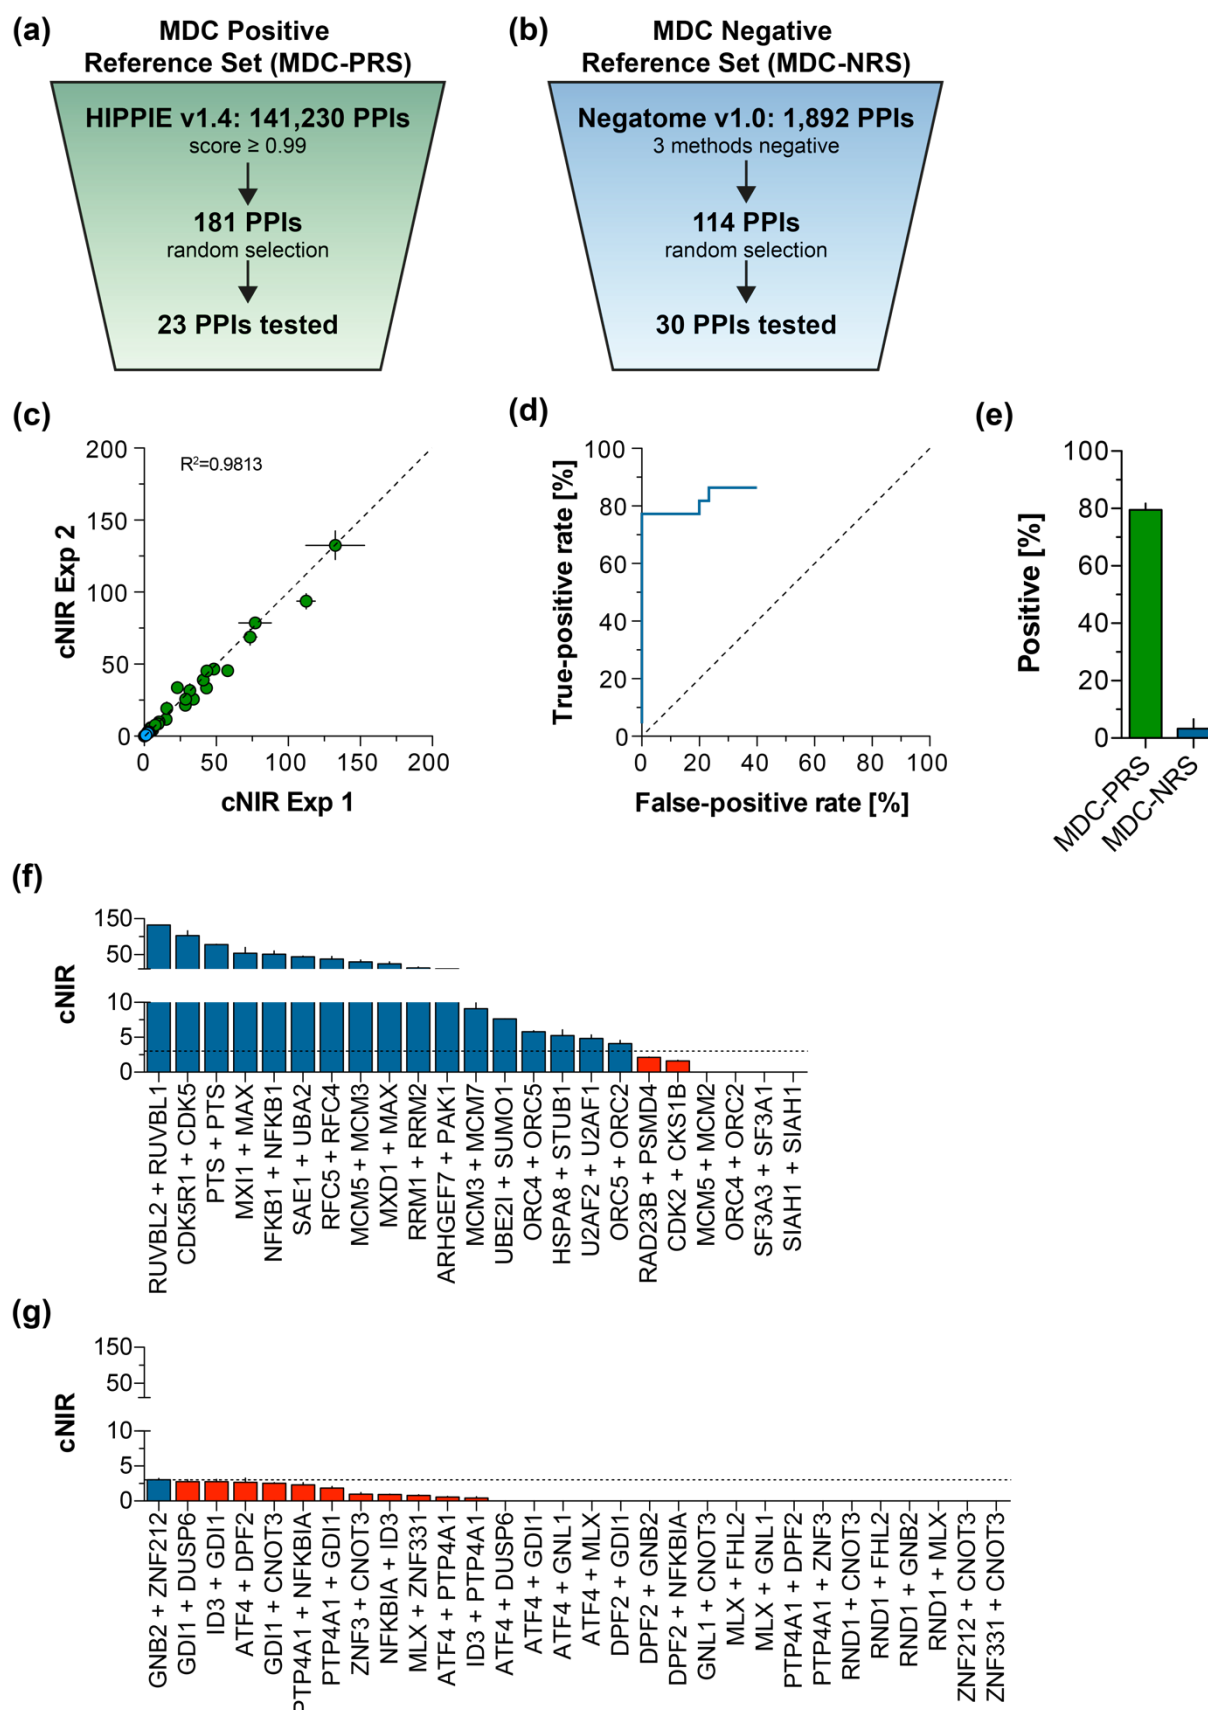 (a)
MDC Positive
Reference Set (MDC-PRS)
HIPPIE v1.4: 141,230 PPIs
score ≥ 0.99
181 PPIs
random selection
23 PPIs tested
(b)
MDC Negative
Reference Set (MDC-NRS)
Negatome v1.0: 1,892 PPIs
3 methods negative
114 PPIs
random selection
30 PPIs tested
(c)
R²=0.9813
cNIR Exp 2
200
150
100
50
0
0
50
100
150
200
cNIR Exp 1
(d)
True-positive rate [%]
100
80
60
40
20
0
0
20
40
60
80
100
False-positive rate [%]
(e)
Positive [%]
100
80
60
40
20
0
MDC-PRS
MDC-NRS
(f)
cNIR
150
50
10
5
0
RUVBL2 + RUVBL1
CDK5R1 + CDK5
PTS + PTS
MXI1 + MAX
NFKB1 + NFKB1
SAE1 + UBA2
RFC5 + RFC4
MCM5 + MCM3
MXD1 + MAX
RRM1 + RRM2
ARHGEF7 + PAK1
MCM3 + MCM7
UBE2I + SUMO1
ORC4 + ORC5
HSPA8 + STUB1
U2AF2 + U2AF1
ORC5 + ORC2
RAD23B + PSMD4
CDK2 + CKS1B
MCM5 + MCM2
ORC4 + ORC2
SF3A3 + SF3A1
SIAH1 + SIAH1
(g)
cNIR
150
50
10
5
0
GNB2 + ZNF212
GDI1 + DUSP6
ID3 + GDI1
ATF4 + DPF2
GDI1 + CNOT3
PTP4A1 + NFKBIA
PTP4A1 + GDI1
ZNF3 + CNOT3
NFKBIA + ID3
MLX + ZNF331
ATF4 + PTP4A1
ID3 + PTP4A1
ATF4 + DUSP6
ATF4 + GDI1
ATF4 + GNL1
ATF4 + MLX
DPF2 + GDI1
DPF2 + GNB2
DPF2 + NFKBIA
GNL1 + CNOT3
MLX + FHL2
MLX + GNL1
PTP4A1 + DPF2
PTP4A1 + ZNF3
RND1 + CNOT3
RND1 + FHL2
RND1 + GNB2
RND1 + MLX
ZNF212 + CNOT3
ZNF331 + CNOT3